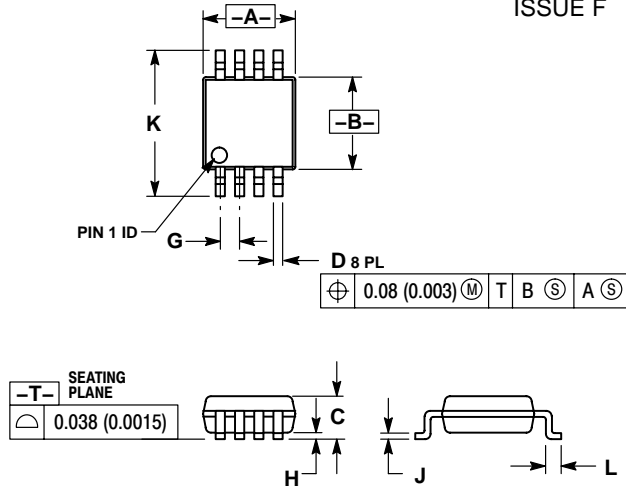 ISSUE F
–A–
K
–B–
PIN 1 ID
G
D 8 PL
⌖ 0.08 (0.003) Ⓜ T B Ⓢ A Ⓢ
–T– SEATING PLANE
⌓ 0.038 (0.0015)
C
H
J
L